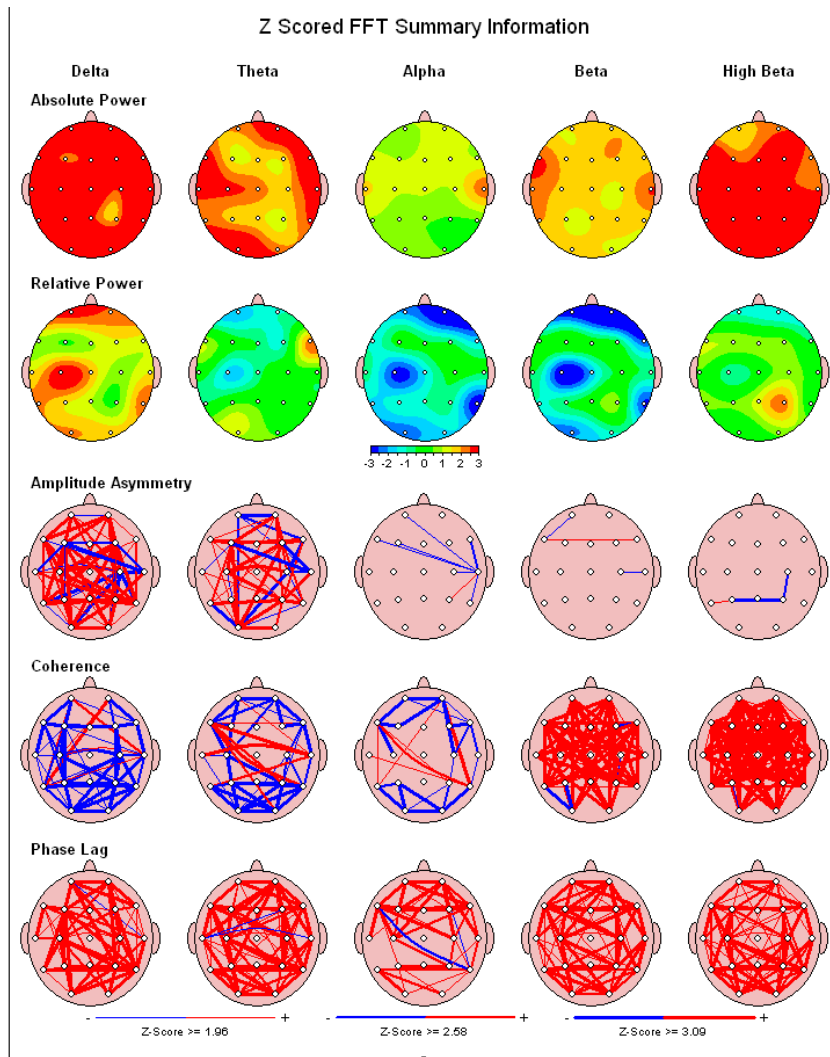 Z Scored FFT Summary Information
Delta Theta Alpha Beta High Beta
Absolute Power
Relative Power
-3 -2 -1 0 1 2 3
Amplitude Asymmetry
Coherence
Phase Lag
- + - + - +
Z-Score >= 1.96 Z-Score >= 2.58 Z-Score >= 3.09